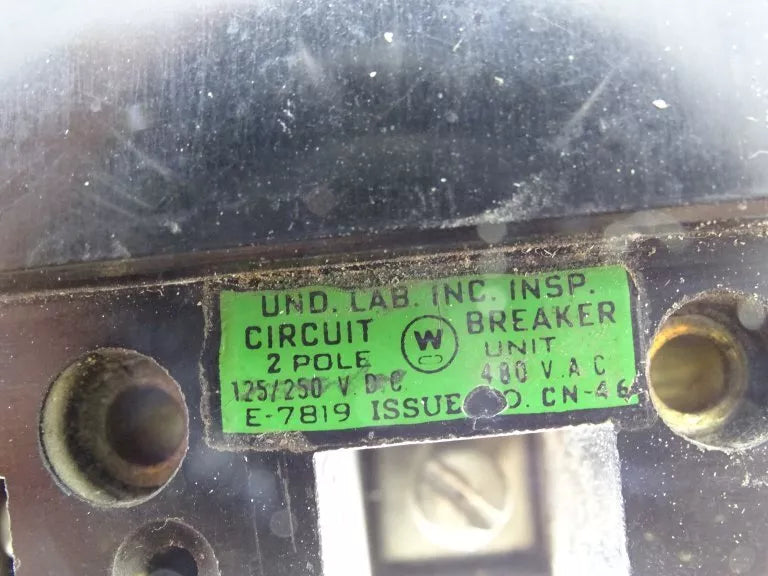 UND. LAB. INC. INSP.
CIRCUIT W BREAKER
2 POLE UNIT
125/250 V.D.C. 480 V.A.C
E-7819 ISSUE O. CN-46